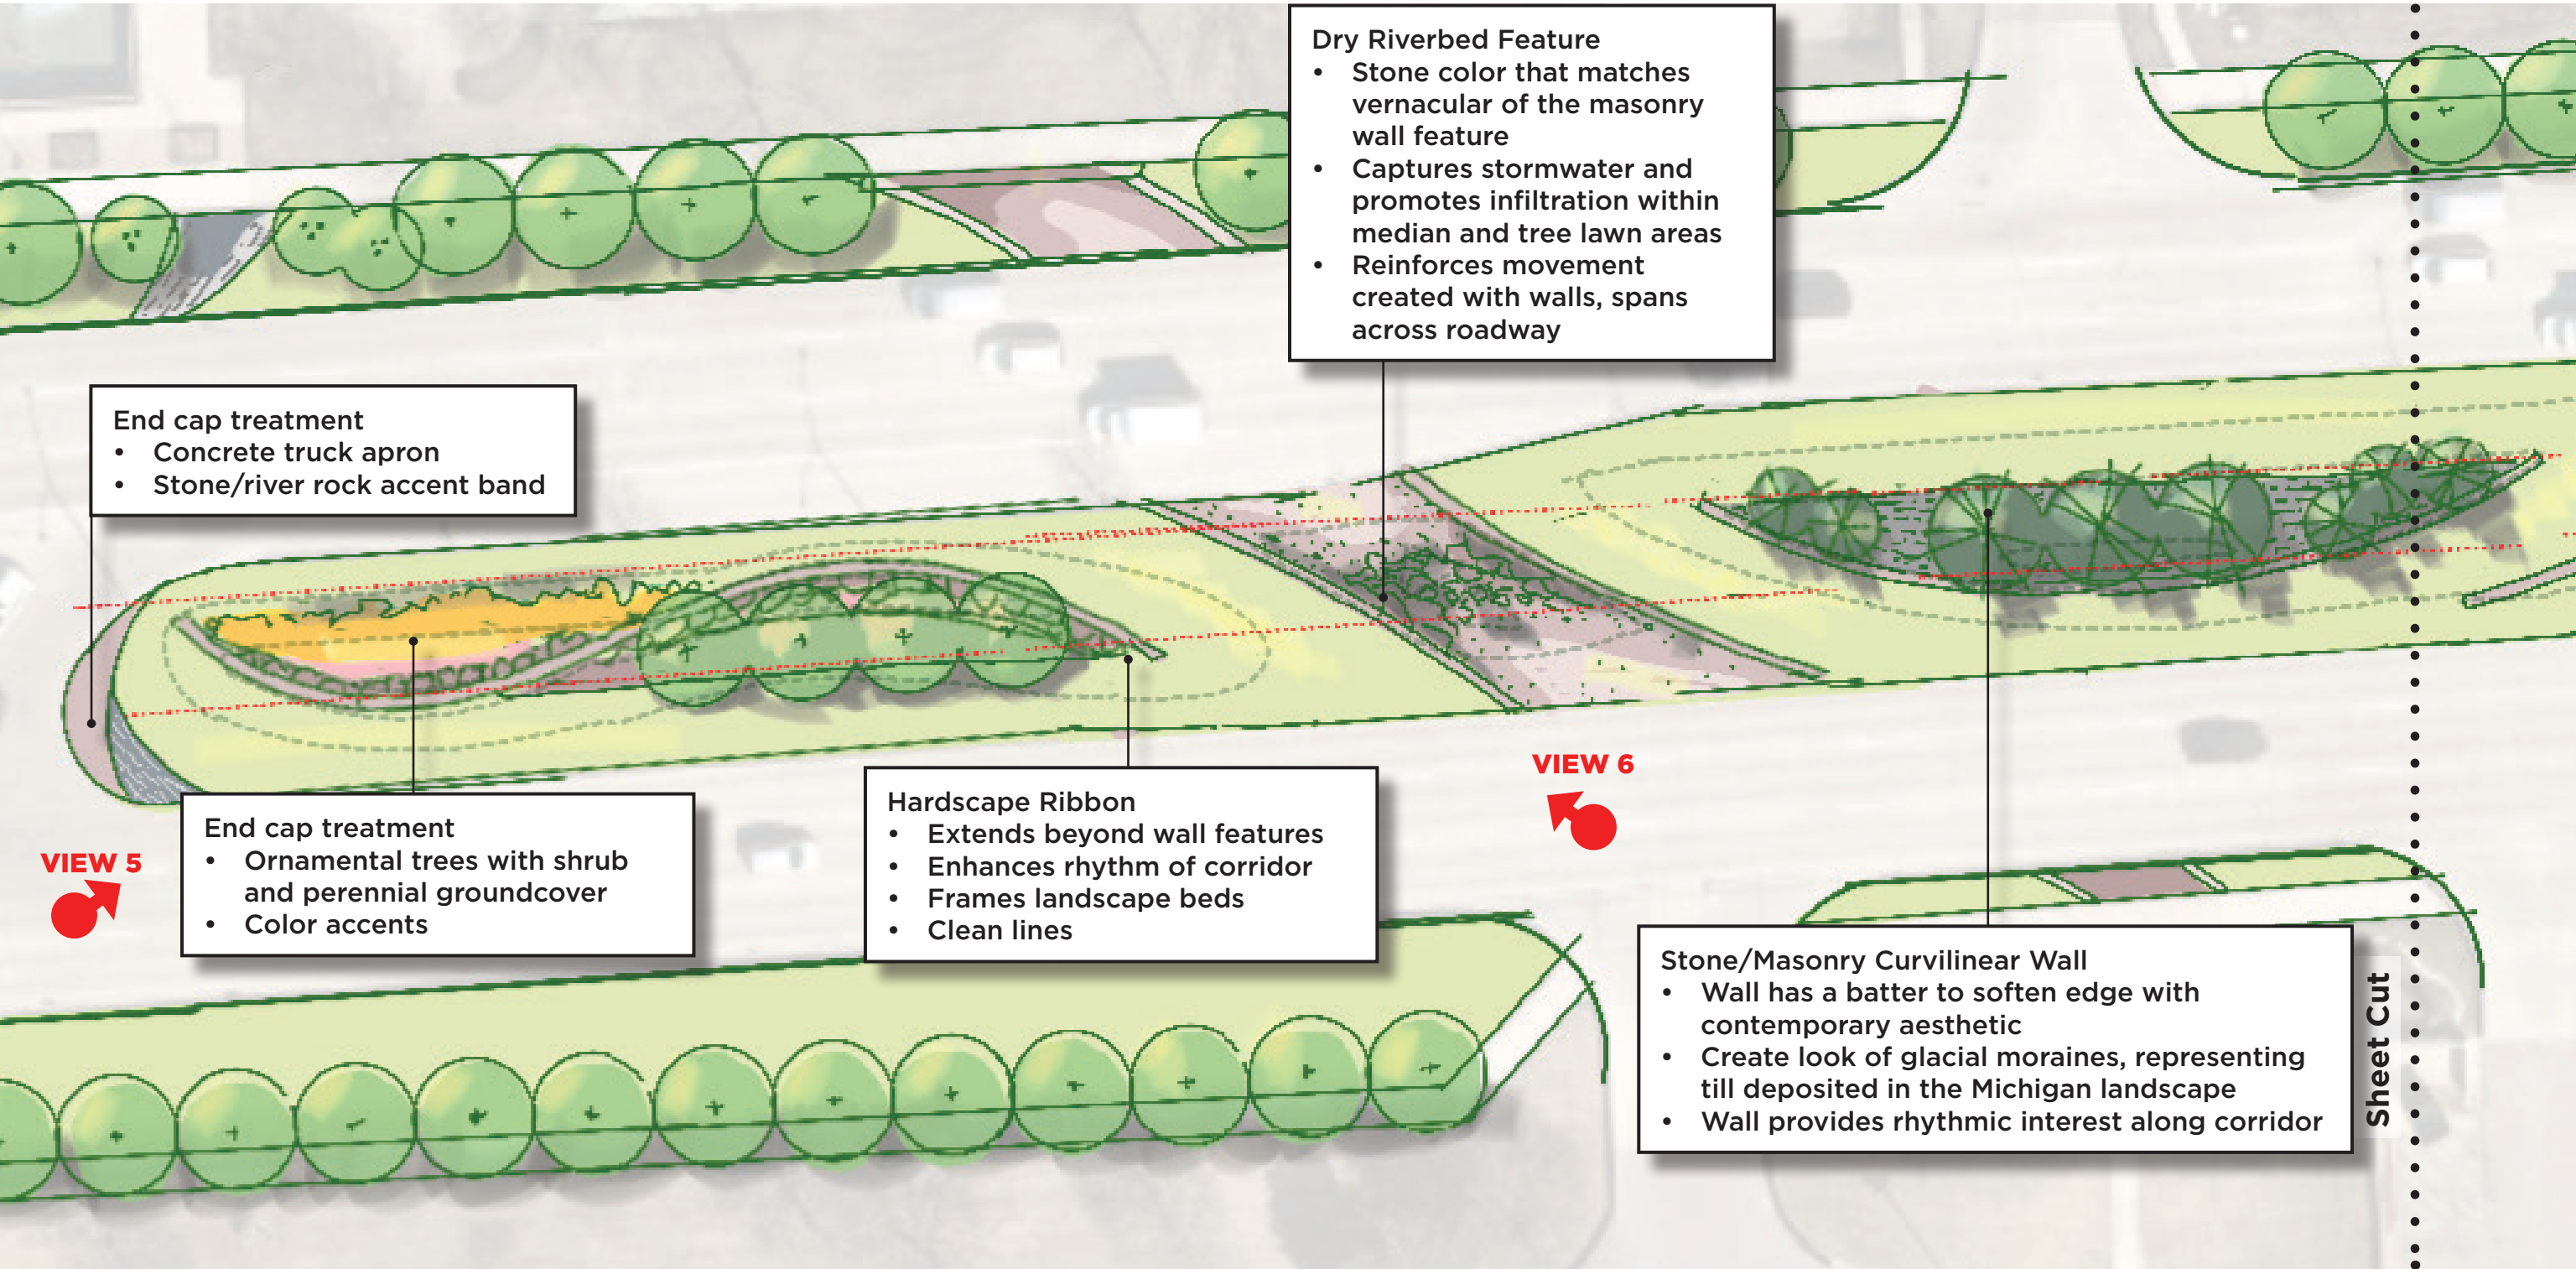 Dry Riverbed Feature
• Stone color that matches
vernacular of the masonry
wall feature
• Captures stormwater and
promotes infiltration within
median and tree lawn areas
• Reinforces movement
created with walls, spans
across roadway
End cap treatment
• Concrete truck apron
• Stone/river rock accent band
VIEW 5
End cap treatment
• Ornamental trees with shrub
and perennial groundcover
• Color accents
Hardscape Ribbon
• Extends beyond wall features
• Enhances rhythm of corridor
• Frames landscape beds
• Clean lines
VIEW 6
Stone/Masonry Curvilinear Wall
• Wall has a batter to soften edge with
contemporary aesthetic
• Create look of glacial moraines, representing
till deposited in the Michigan landscape
• Wall provides rhythmic interest along corridor
Sheet Cut